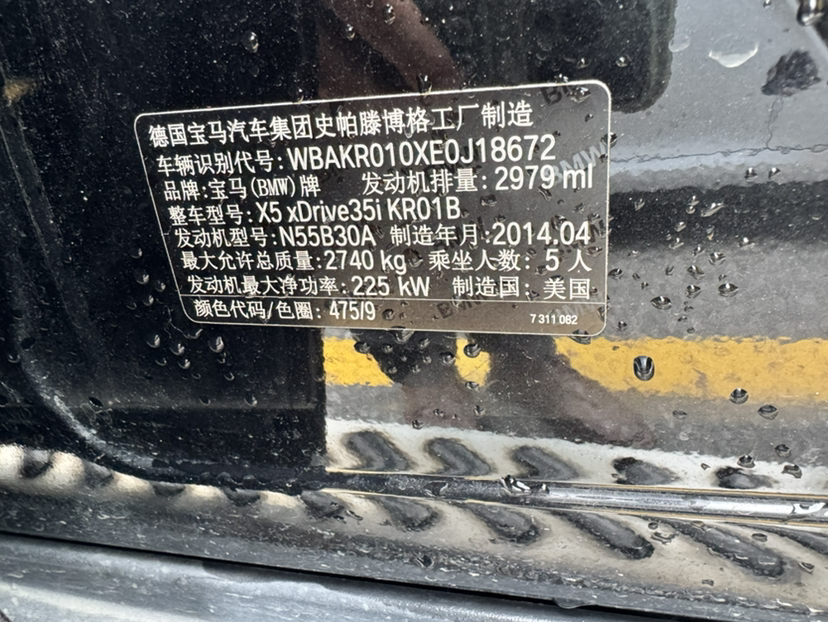 德国宝马汽车集团史帕滕博格工厂制造
车辆识别代号: WBAKR010XE0J18672
品牌:宝马(BMW)牌 发动机排量: 2979 ml
整车型号: X5 xDrive35i KR01B
发动机型号: N55B30A 制造年月:2014.04
最大允许总质量: 2740 kg 乘坐人数: 5 人
发动机最大净功率: 225 kW 制造国: 美国
颜色代码/色圈: 475/9
7 311 082